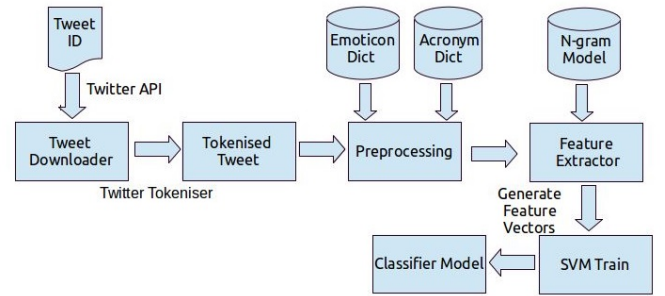 Tweet
ID
Emoticon
Dict
Acronym
Dict
N-gram
Model
Twitter API
Tweet
Downloader
Tokenised
Tweet
Preprocessing
Feature
Extractor
Twitter Tokeniser
Generate
Feature
Vectors
Classifier Model
SVM Train